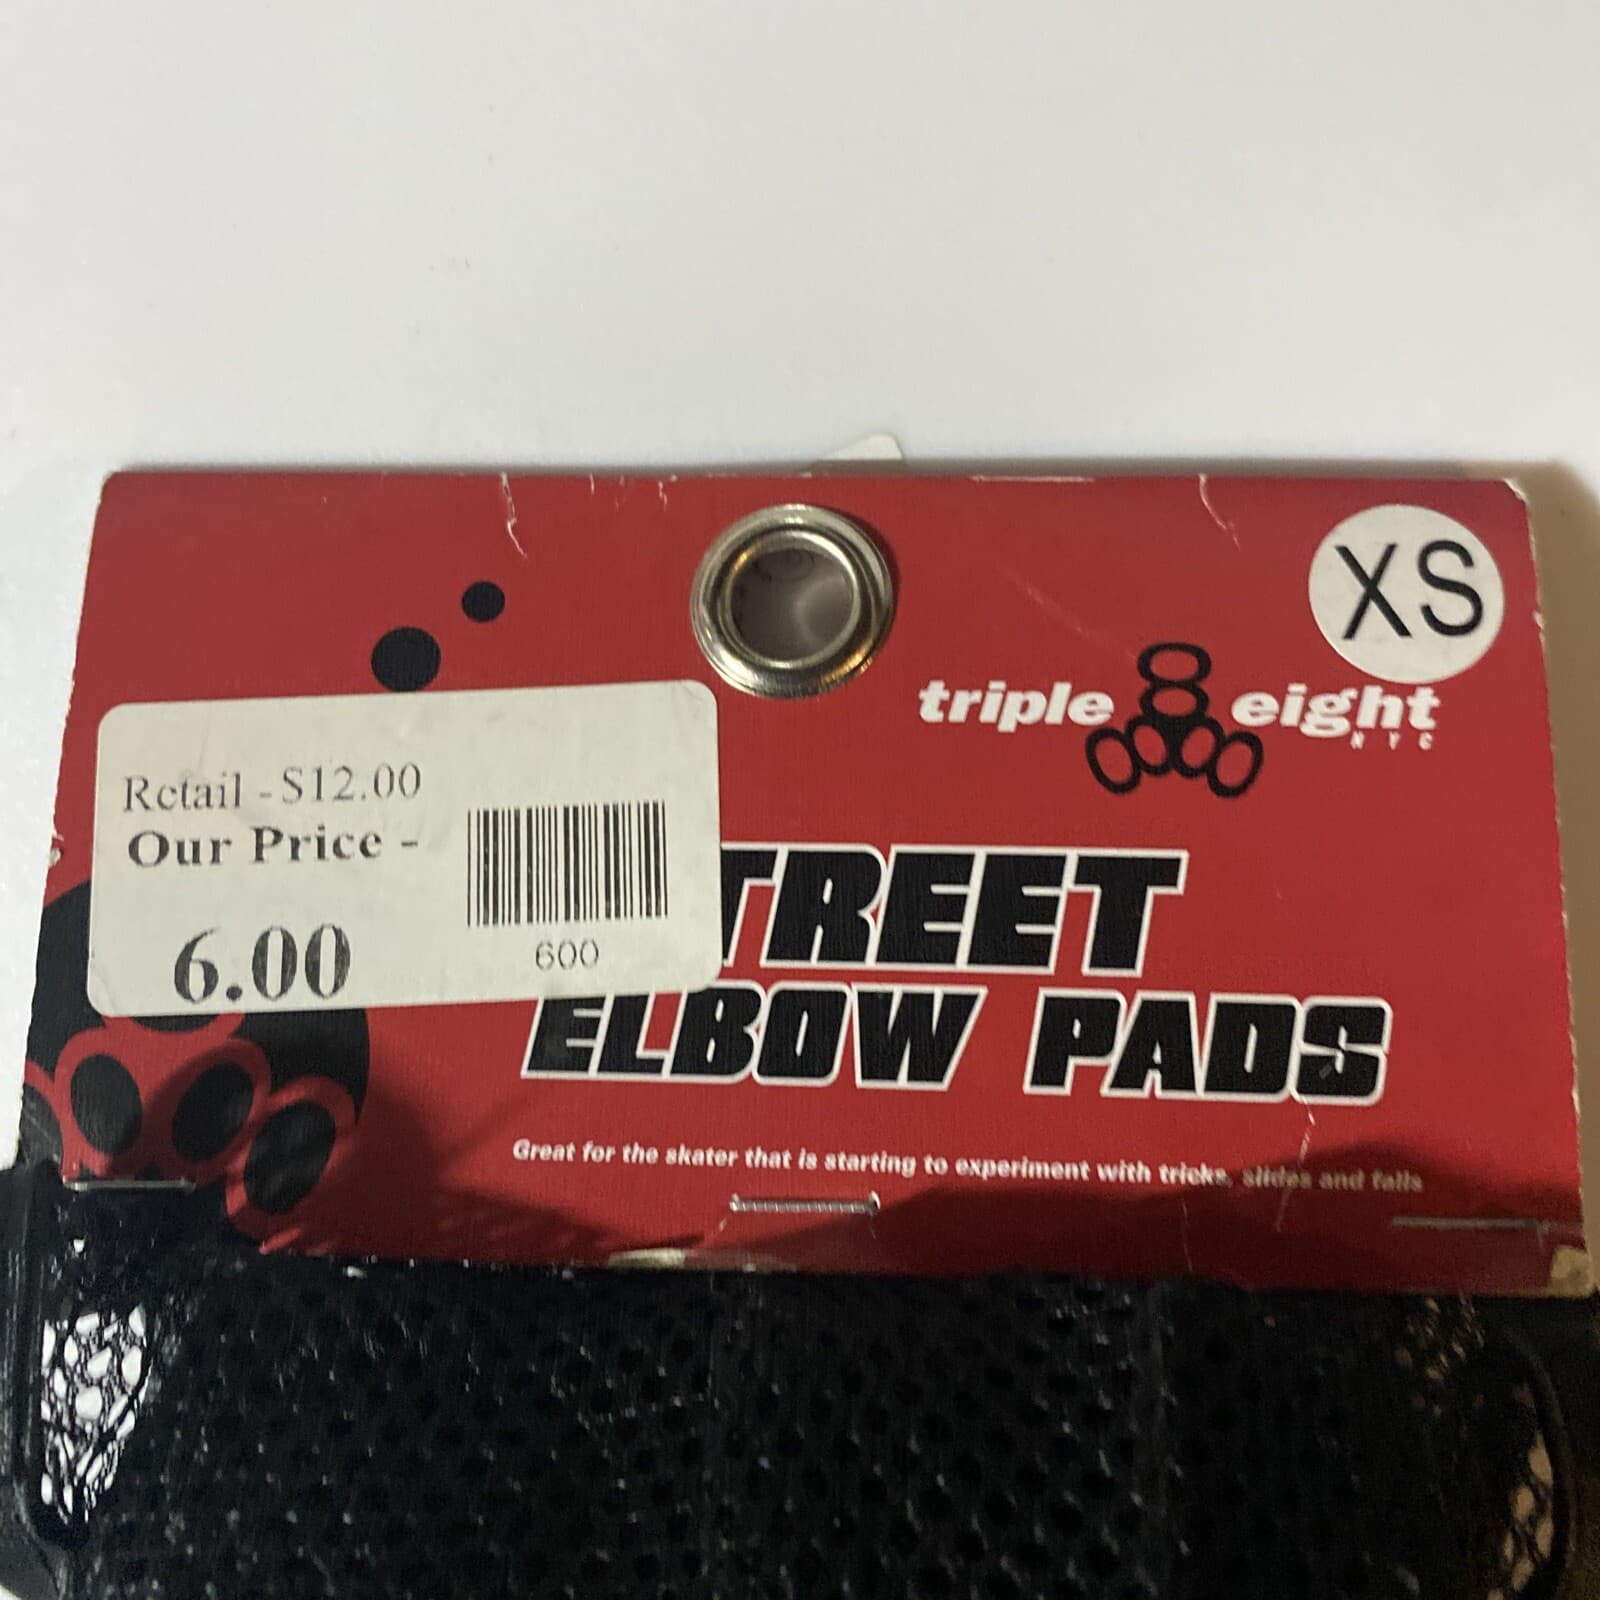 XS
triple eight
NYC
Retail - $12.00
Our Price -
6.00
600
TREET
ELBOW PADS
Great for the skater that is starting to experiment with tricks, slides and falls